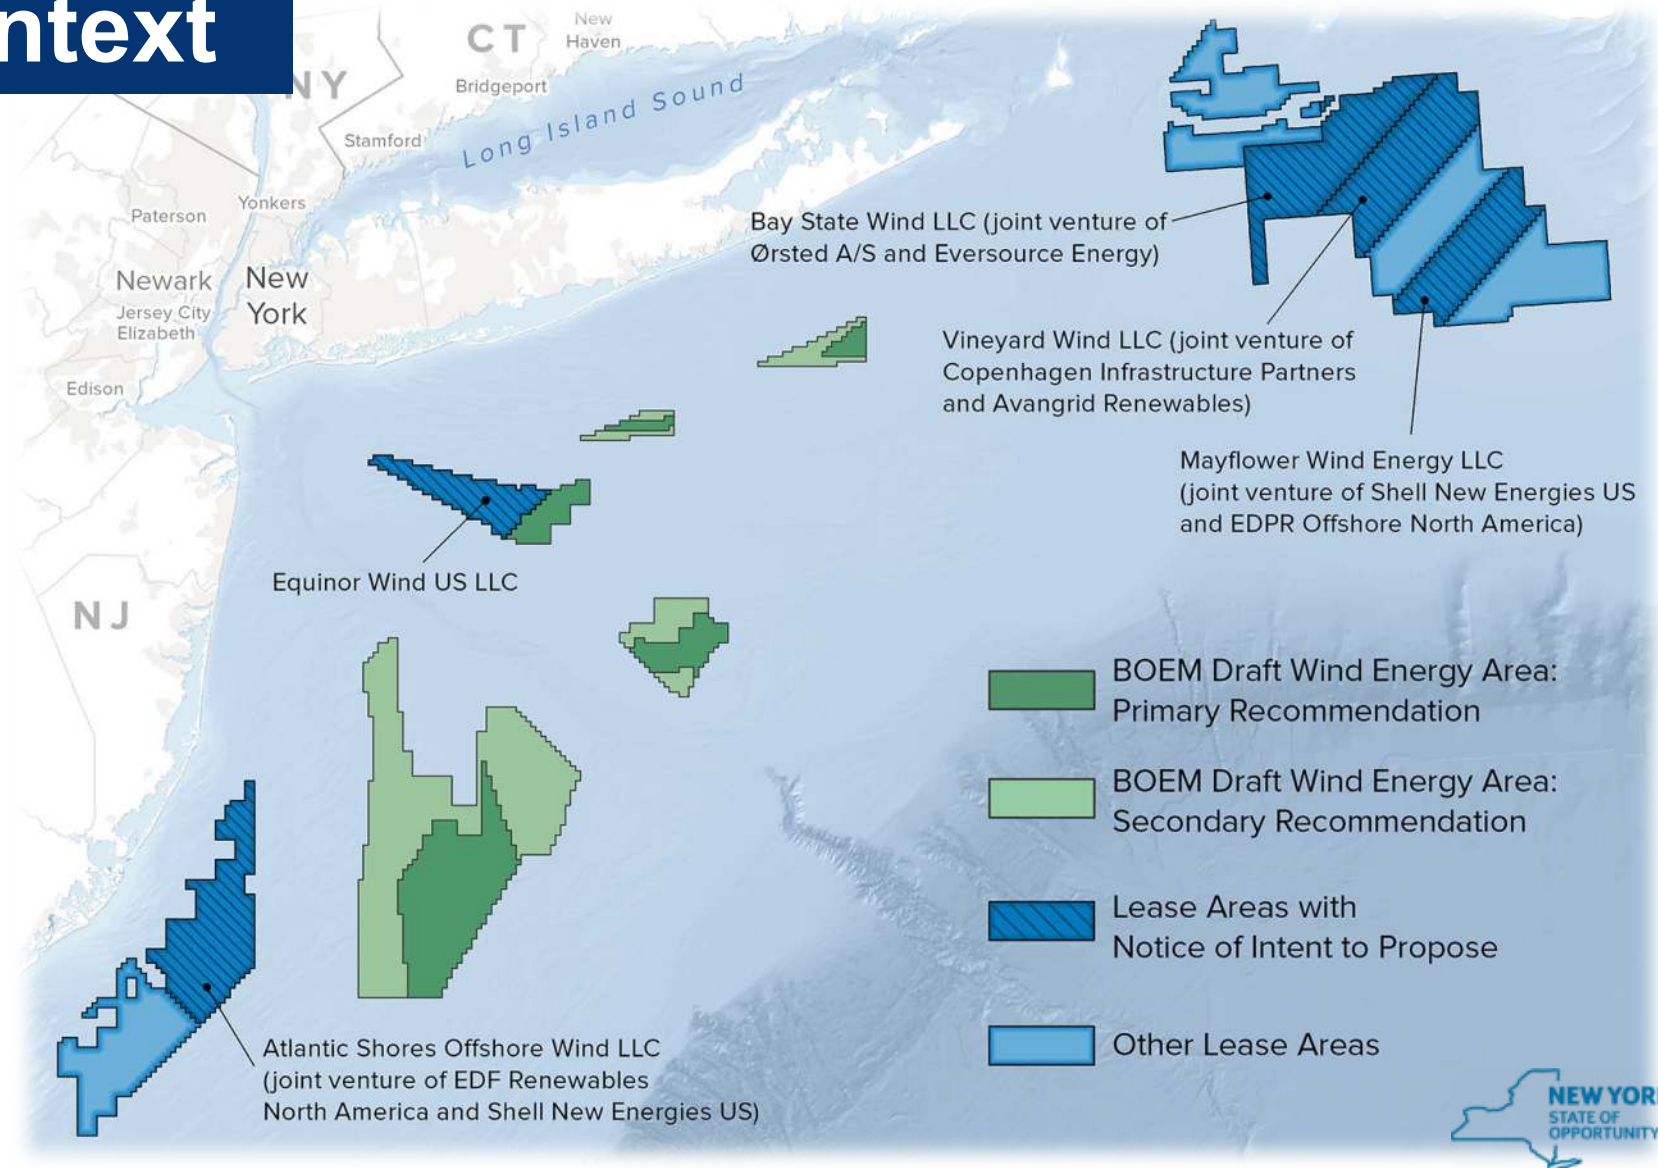 ntext
CT
New
Haven
NY
Bridgeport
Long Island Sound
Stamford
Yonkers
Paterson
Newark
New
York
Jersey City
Elizabeth
Edison
NJ
Bay State Wind LLC (joint venture of
Ørsted A/S and Eversource Energy)
Vineyard Wind LLC (joint venture of
Copenhagen Infrastructure Partners
and Avangrid Renewables)
Mayflower Wind Energy LLC
(joint venture of Shell New Energies US
and EDPR Offshore North America)
Equinor Wind US LLC
BOEM Draft Wind Energy Area:
Primary Recommendation
BOEM Draft Wind Energy Area:
Secondary Recommendation
Lease Areas with
Notice of Intent to Propose
Other Lease Areas
Atlantic Shores Offshore Wind LLC
(joint venture of EDF Renewables
North America and Shell New Energies US)
NEW YORK
STATE OF
OPPORTUNITY